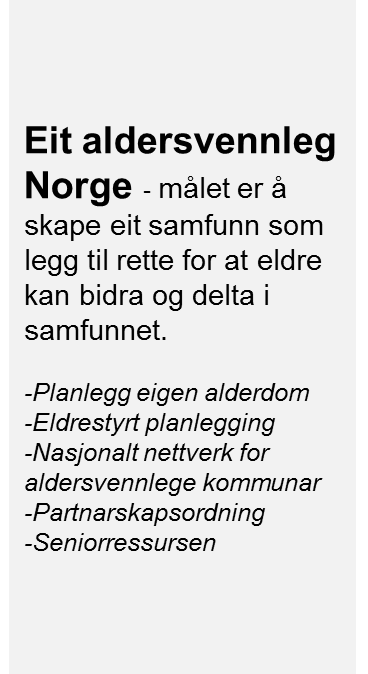 Eit aldersvennleg
Norge - målet er å
skape eit samfunn som
legg til rette for at eldre
kan bidra og delta i
samfunnet.
-Planlegg eigen alderdom
-Eldrestyrt planlegging
-Nasjonalt nettverk for
aldersvennlege kommunar
-Partnarskapsordning
-Seniorressursen